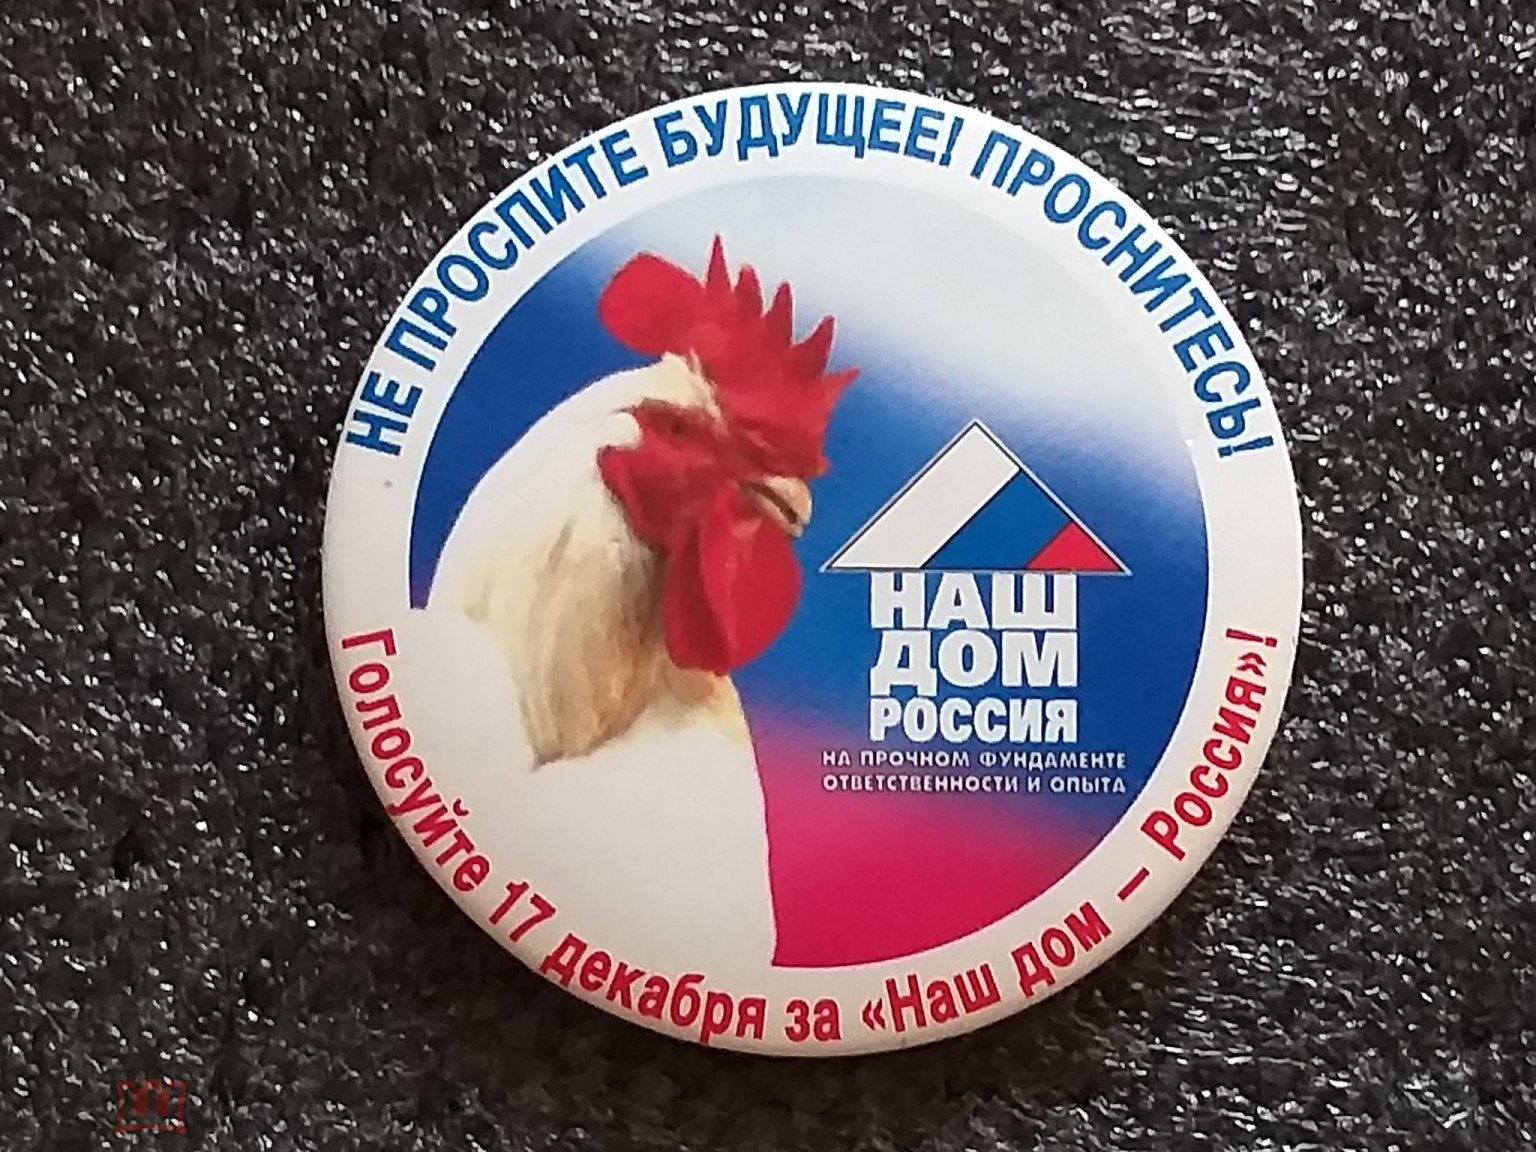 НЕ ПРОСПИТЕ БУДУЩЕЕ! ПРОСНИТЕСЬ!
НАШ
ДОМ
РОССИЯ
НА ПРОЧНОМ ФУНДАМЕНТЕ
ОТВЕТСТВЕННОСТИ И ОПЫТА
Голосуйте 17 декабря за «Наш дом – Россия»!